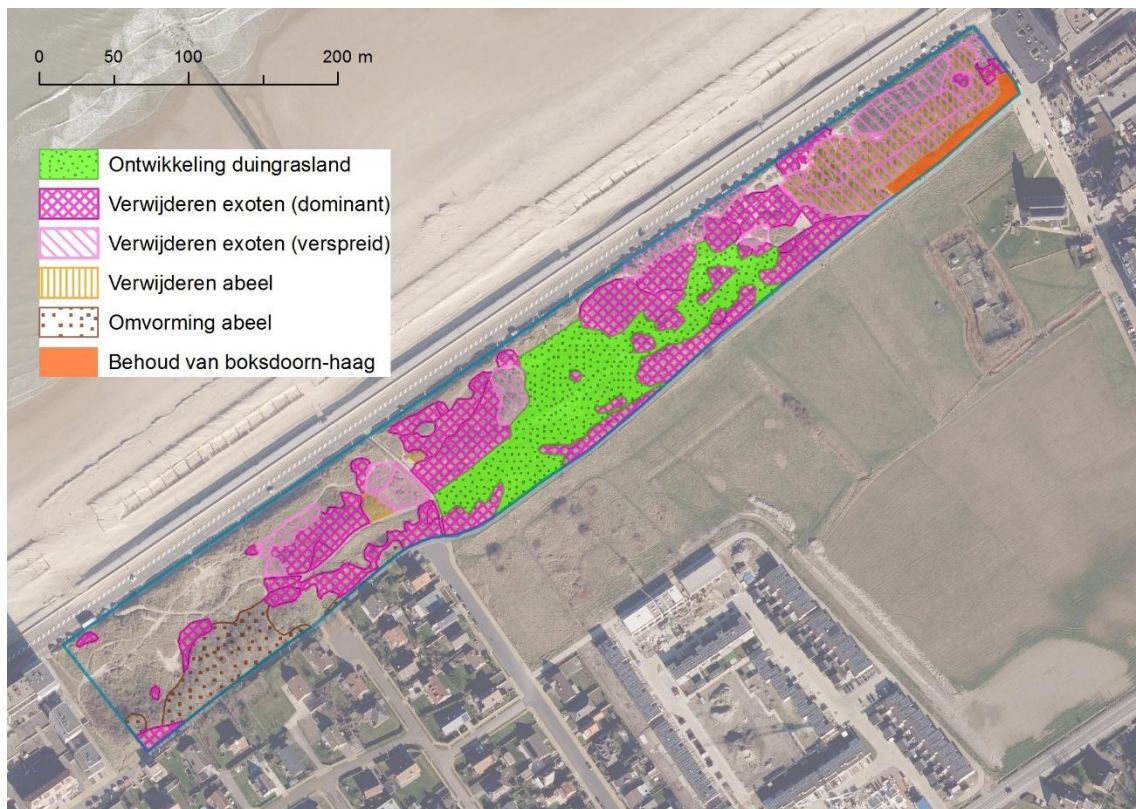 0 50 100 200 m
Ontwikkeling duingrasland
Verwijderen exoten (dominant)
Verwijderen exoten (verspreid)
Verwijderen abeel
Omvorming abeel
Behoud van boksdoorn-haag